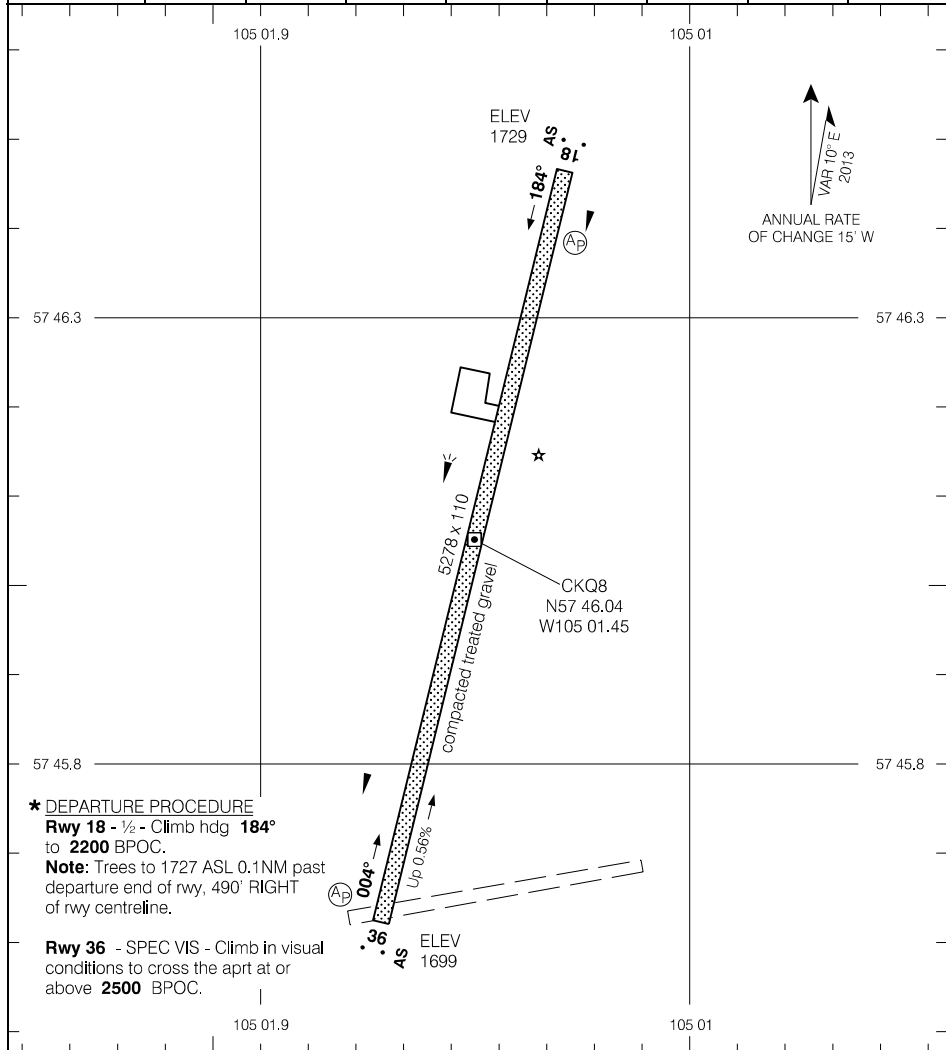 105 01.9
105 01
ELEV
1729
AS
18
184°
VAR 10° E
2013
AP
ANNUAL RATE
OF CHANGE 15' W
57 46.3
57 46.3
5278 x 110
compacted treated gravel
CKQ8
N57 46.04
W105 01.45
57 45.8
57 45.8
* DEPARTURE PROCEDURE
Rwy 18 - ½ - Climb hdg 184°
to 2200 BPOC.
Note: Trees to 1727 ASL 0.1NM past
departure end of rwy, 490' RIGHT
of rwy centreline.
Rwy 36 - SPEC VIS - Climb in visual
conditions to cross the aprt at or
above 2500 BPOC.
AP
004°
Up 0.56%
36
AS
ELEV
1699
105 01.9
105 01